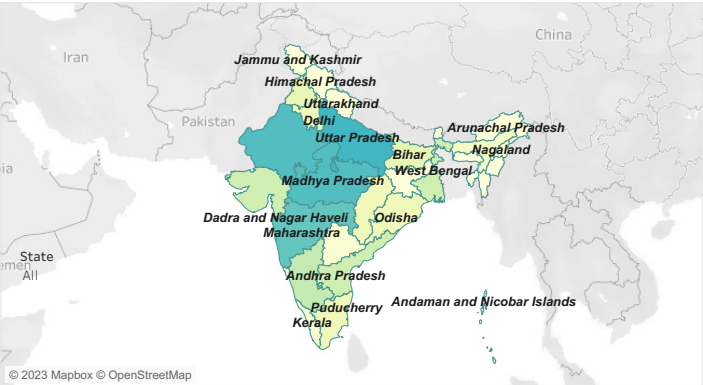 China
Iran
Jammu and Kashmir
Himachal Pradesh
Uttarakhand
Pakistan
Delhi
Arunachal Pradesh
Uttar Pradesh
Nagaland
Bihar
ia
West Bengal
Madhya Pradesh
Dadra and Nagar Haveli
Odisha
Maharashtra
State
emen
All
Andhra Pradesh
Andaman and Nicobar Islands
Puducherry
Kerala
© 2023 Mapbox © OpenStreetMap